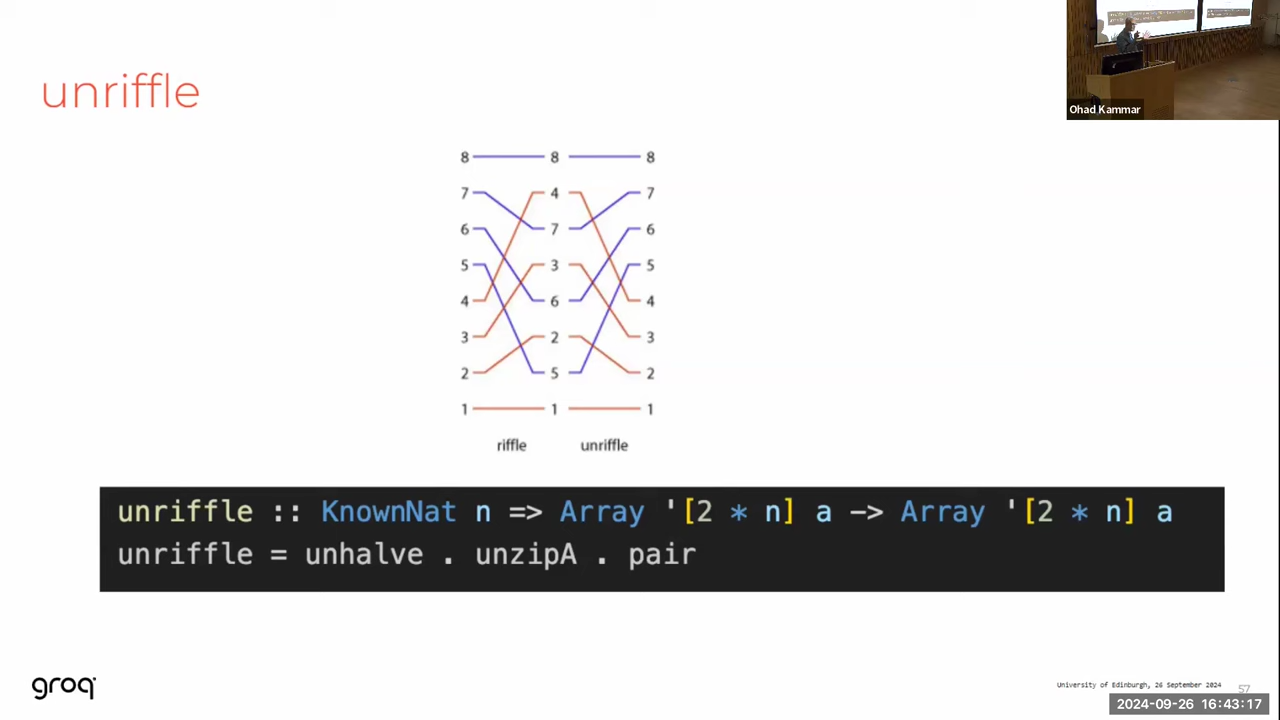 unriffle
Ohad Kammar
8 8 8
7 4 7
6 7 6
5 3 5
4 6 4
3 2 3
2 5 2
1 1 1
riffle unriffle
unriffle :: KnownNat n => Array '[2 * n] a -> Array '[2 * n] a
unriffle = unhalve . unzipA . pair
groq
University of Edinburgh, 26 September 2024 57
2024-09-26 16:43:17